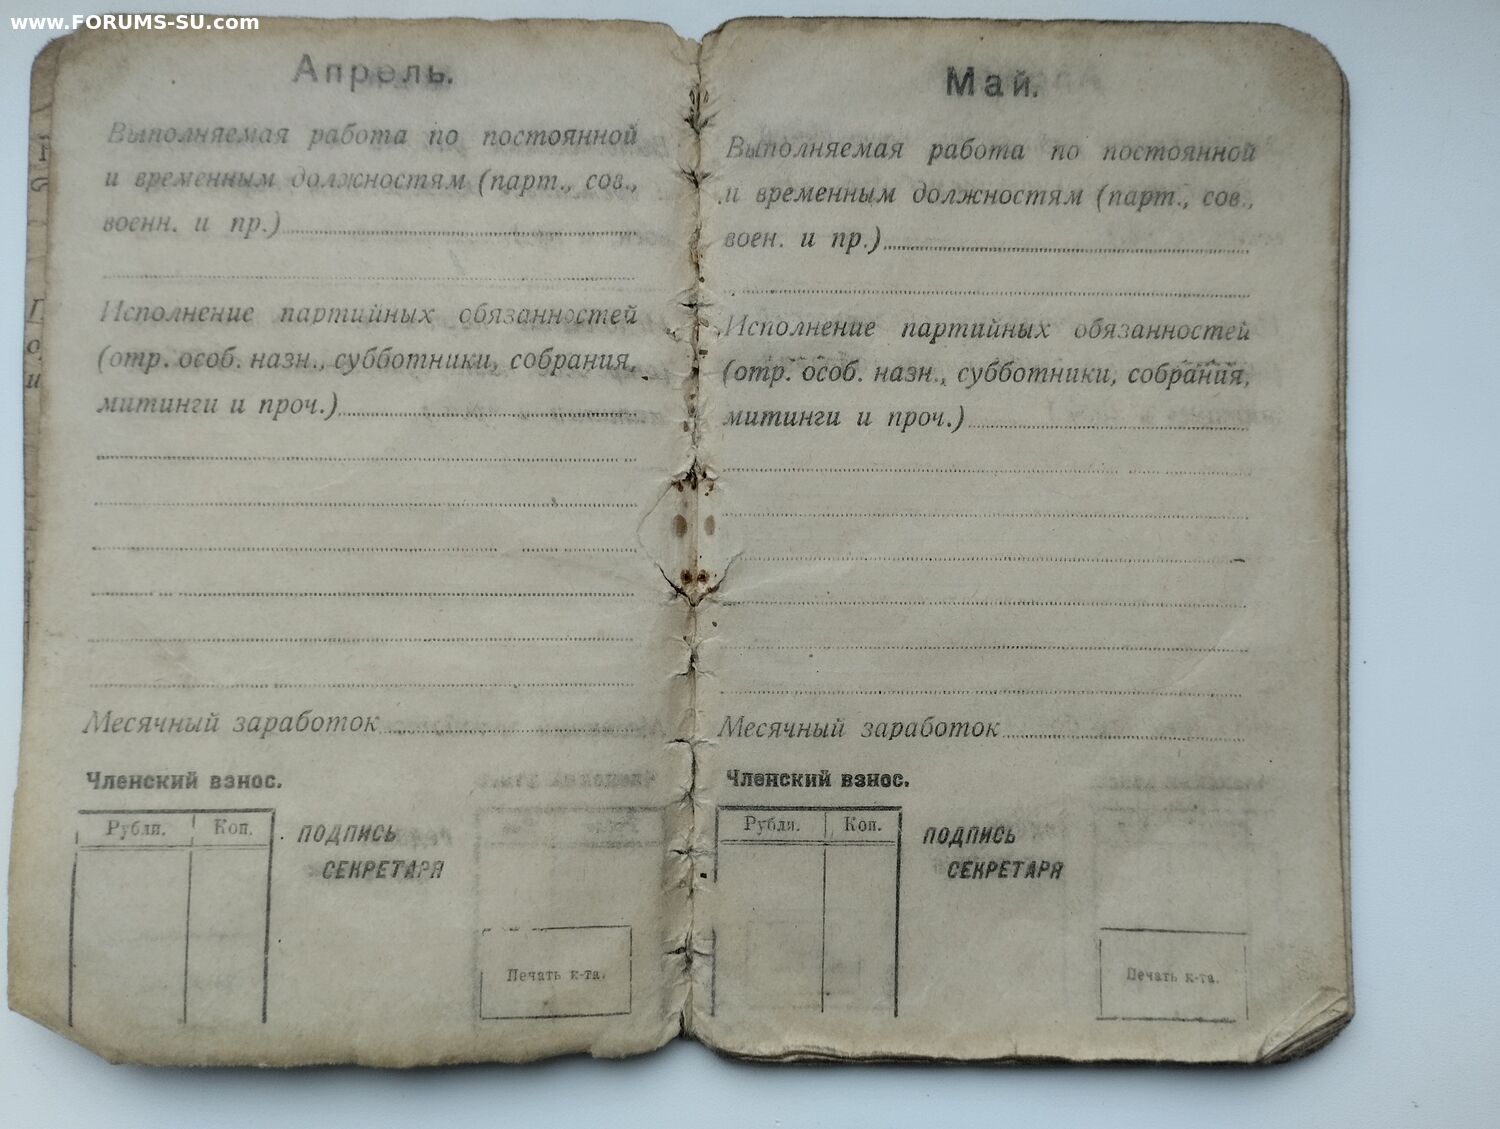 www.FORUMS-SU.com
Апрель.
Выполняемая работа по постоянной
и временным должностям (парт., сов.,
военн. и пр.)
Исполнение партийных обязанностей
(отр. особ. назн., субботники, собрания,
митинги и проч.)
Месячный заработок
Членский взнос.
Рубли. Коп.
ПОДПИСЬ
СЕКРЕТАРЯ
Печать к-та.
Май.
Выполняемая работа по постоянной
и временным должностям (парт., сов.,
воен. и пр.)
Исполнение партийных обязанностей
(отр. особ. назн., субботники, собрания,
митинги и проч.)
Месячный заработок
Членский взнос.
Рубли. Коп.
ПОДПИСЬ
СЕКРЕТАРЯ
Печать к-та.